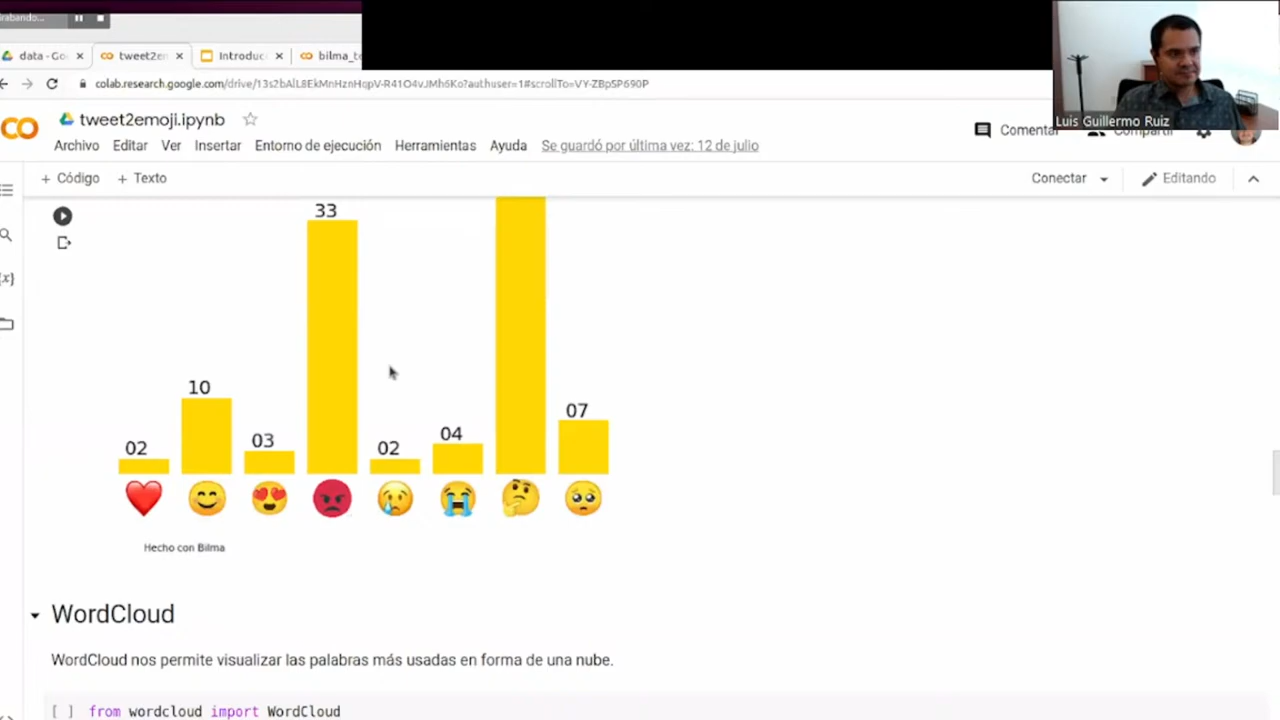 rabando...
data - Go
tweet2em
Introduc
bilma_te
colab.research.google.com/drive/13s2bAlL8EkMnHznHqpV-R41O4vJMh6Ko?authuser=1#scrollTo=VY-ZBpSP690P
Luis Guillermo Ruiz
tweet2emoji.ipynb
Comentar
Compartir
Archivo Editar Ver Insertar Entorno de ejecución Herramientas Ayuda Se guardó por última vez: 12 de julio
+ Código + Texto
Conectar
Editando
33
10
07
04
03
02
02
Hecho con Bilma
WordCloud
WordCloud nos permite visualizar las palabras más usadas en forma de una nube.
[ ] from wordcloud import WordCloud